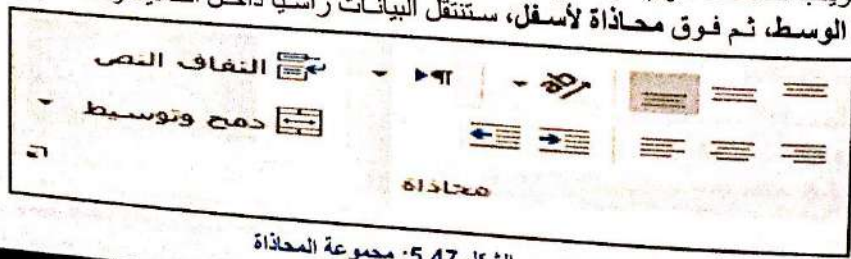 الوسط، ثم فوق محاذاة لأسفل، ستنتقل البيانات رأسيا داخل
التفاف النص
دمج وتوسيط
محاذاة
الشكل 5.47: مجموعة المحاذاة